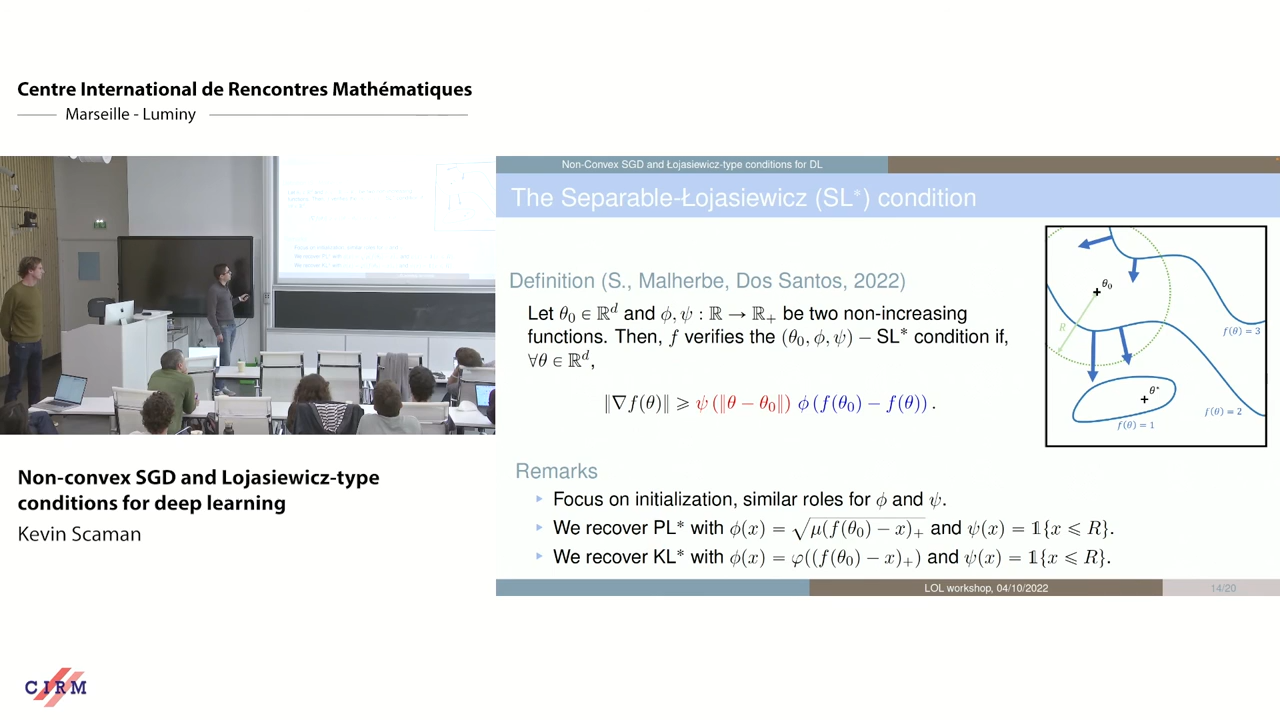 Centre International de Rencontres Mathématiques
Marseille - Luminy
Non-convex SGD and Lojasiewicz-type
conditions for deep learning
Kevin Scaman
CIRM
Non-Convex SGD and Łojasiewicz-type conditions for DL
The Separable-Łojasiewicz (SL*) condition
Definition (S., Malherbe, Dos Santos, 2022)
Let θ₀ ∈ ℝᵈ and ϕ, ψ : ℝ → ℝ₊ be two non-increasing
functions. Then, f verifies the (θ₀, ϕ, ψ) − SL* condition if,
∀θ ∈ ℝᵈ,
‖∇f(θ)‖ ⩾ ψ (‖θ − θ₀‖) ϕ (f(θ₀) − f(θ)) .
Remarks
▸ Focus on initialization, similar roles for ϕ and ψ.
▸ We recover PL* with ϕ(x) = √μ(f(θ₀) − x)₊ and ψ(x) = 𝟙{x ⩽ R}.
▸ We recover KL* with ϕ(x) = φ((f(θ₀) − x)₊) and ψ(x) = 𝟙{x ⩽ R}.
θ₀
R
f(θ) = 3
θ*
f(θ) = 2
f(θ) = 1
LOL workshop, 04/10/2022
14/20